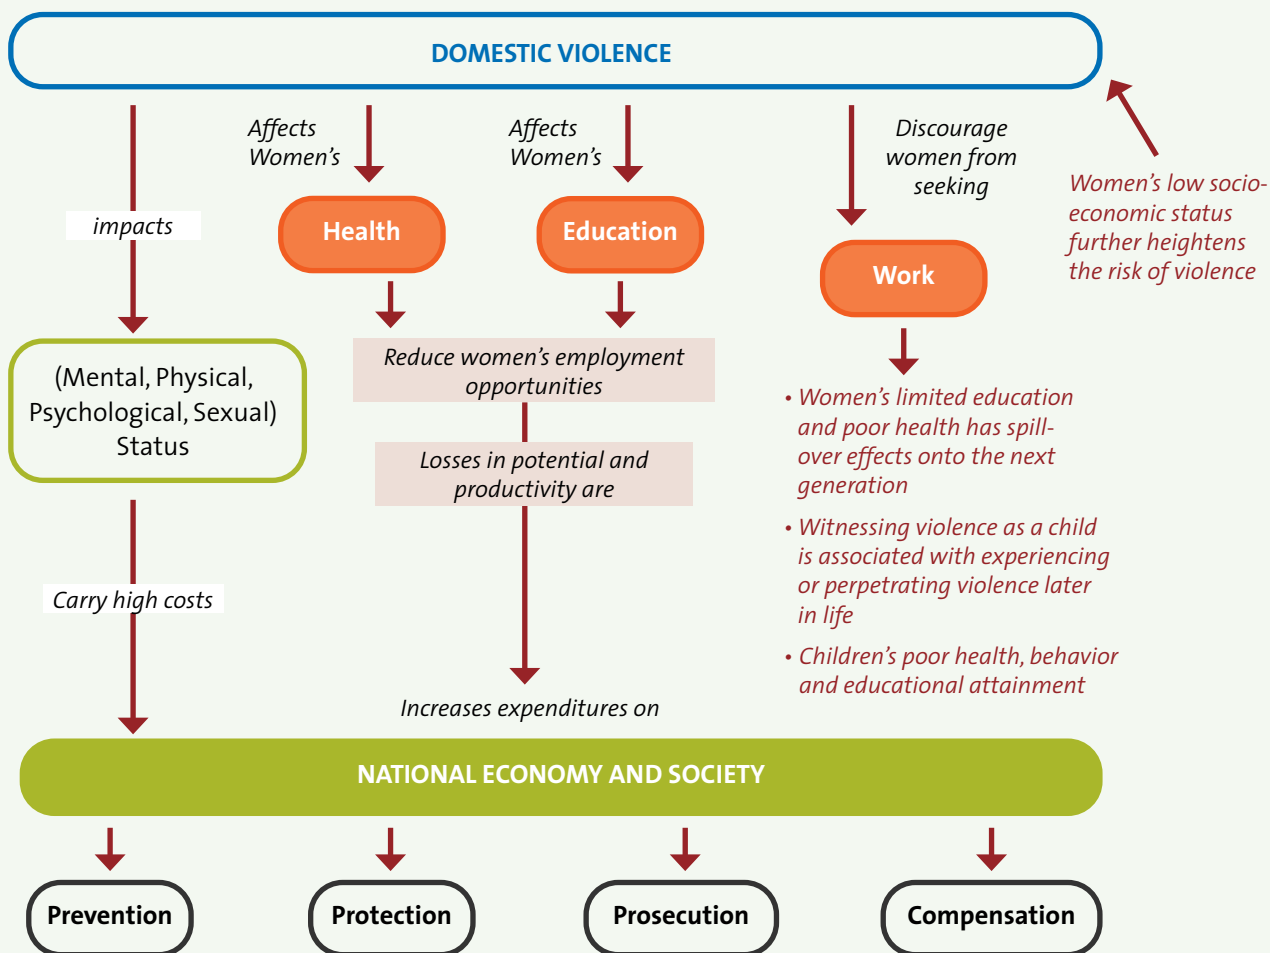 DOMESTIC VIOLENCE
Affects
Women's
Affects
Women's
Discourage
women from
seeking
Women's low socio-
economic status
further heightens
the risk of violence
impacts
Health
Education
Work
(Mental, Physical,
Psychological, Sexual)
Status
Reduce women's employment
opportunities
Losses in potential and
productivity are
• Women's limited education
and poor health has spill-
over effects onto the next
generation
• Witnessing violence as a child
is associated with experiencing
or perpetrating violence later
in life
• Children's poor health, behavior
and educational attainment
Carry high costs
Increases expenditures on
NATIONAL ECONOMY AND SOCIETY
Prevention
Protection
Prosecution
Compensation